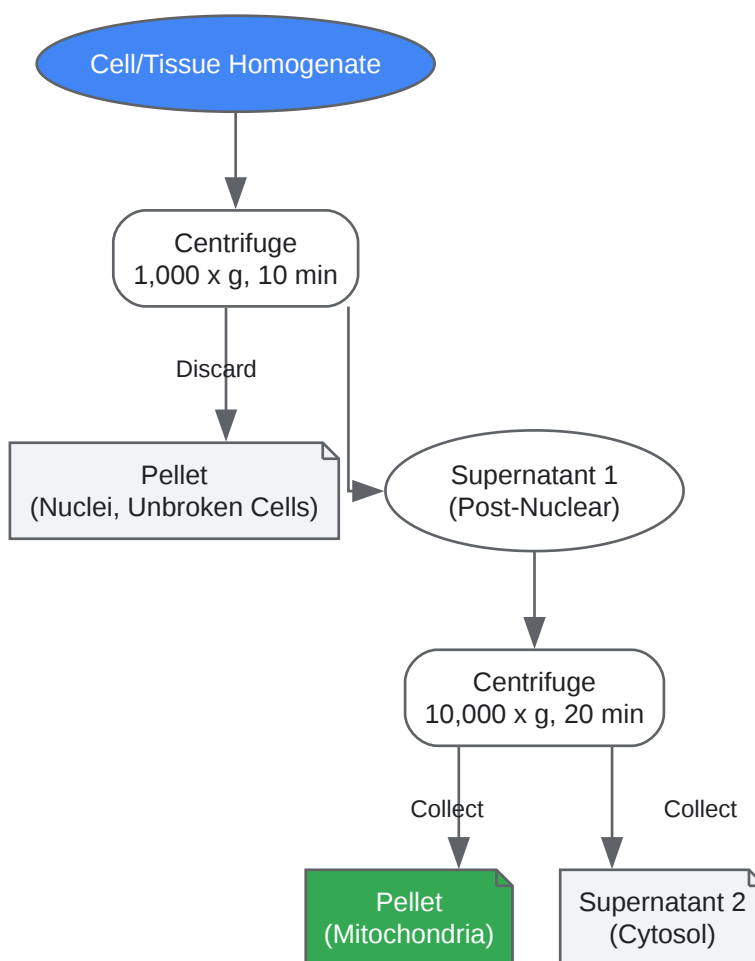 Cell/Tissue Homogenate
Centrifuge
1,000 x g, 10 min
Discard
Pellet
(Nuclei, Unbroken Cells)
Supernatant 1
(Post-Nuclear)
Centrifuge
10,000 x g, 20 min
Collect
Collect
Pellet
(Mitochondria)
Supernatant 2
(Cytosol)